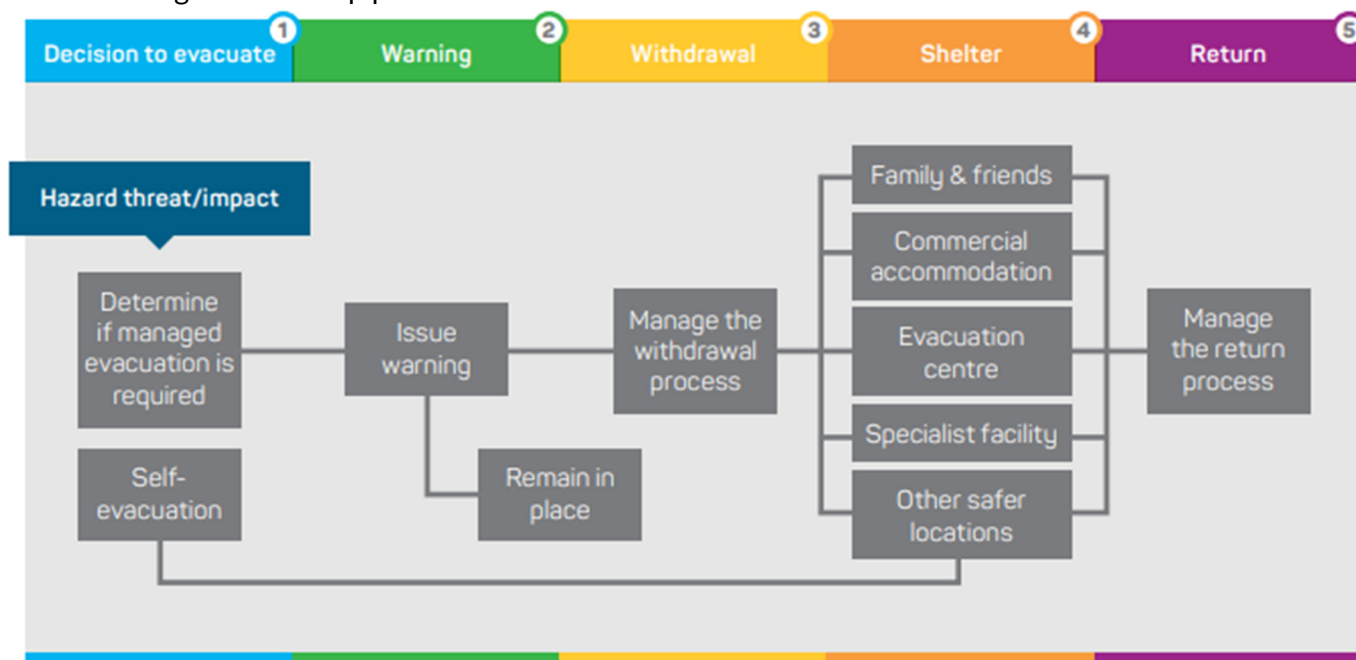 1 2 3 4 5
Decision to evacuate Warning Withdrawal Shelter Return
Hazard threat/impact
Determine
if managed
evacuation is
required
Self-
evacuation
Issue
warning
Remain in
place
Manage the
withdrawal
process
Family & friends
Commercial
accommodation
Evacuation
centre
Specialist facility
Other safer
locations
Manage
the return
process